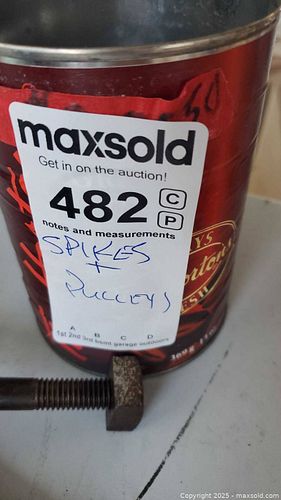 maxsold
Get in on the auction!
482 C
P
notes and measurements
SPIKES
+
PULLEYS
A B C D
1st 2nd 3rd bsmt garage outdoors
Copyright 2025 - maxsold.com